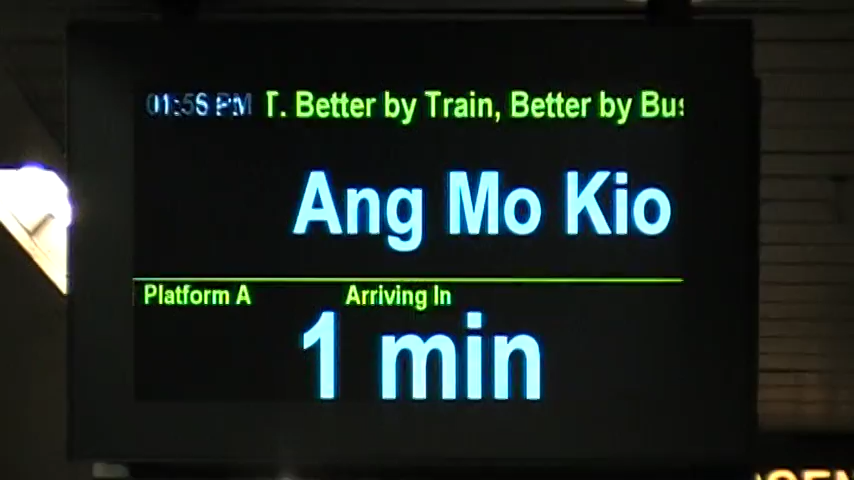 T. Better by Train, Better by Bus
Ang Mo Kio
Platform A Arriving In
1 min